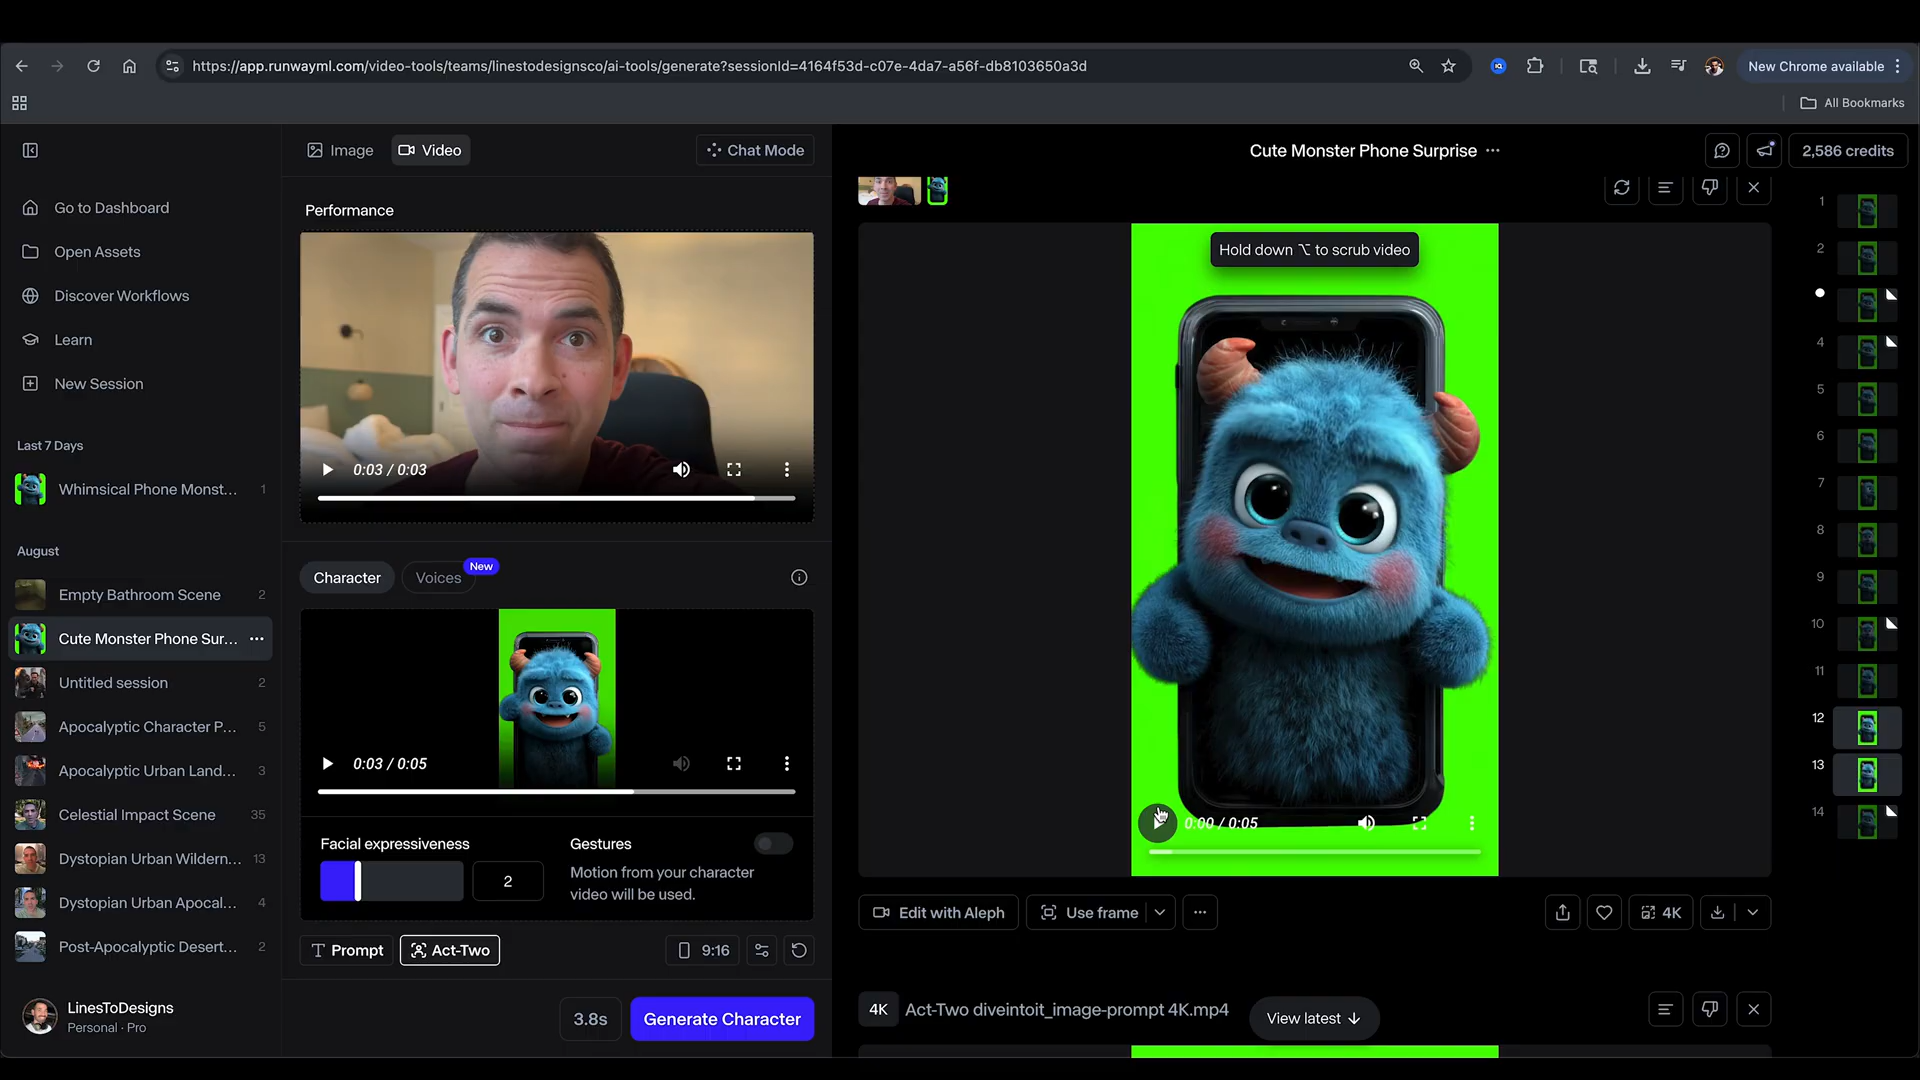 https://app.runwayml.com/video-tools/teams/linestodesignsco/ai-tools/generate?sessionId=4164f53d-c07e-4da7-a56f-db8103650a3d
New Chrome available
All Bookmarks
Go to Dashboard
Open Assets
Discover Workflows
Learn
New Session
Last 7 Days
Whimsical Phone Monst... 1
August
Empty Bathroom Scene 2
Cute Monster Phone Sur...
Untitled session 2
Apocalyptic Character P... 5
Apocalyptic Urban Land... 3
Celestial Impact Scene 35
Dystopian Urban Wildern... 13
Dystopian Urban Apocal... 4
Post-Apocalyptic Desert... 2
LinesToDesigns
Personal · Pro
Image Video Chat Mode
Performance
0:03 / 0:03
Character Voices New
0:03 / 0:05
Facial expressiveness
2
Gestures
Motion from your character
video will be used.
Prompt Act-Two 9:16
3.8s Generate Character
Cute Monster Phone Surprise
2,586 credits
Hold down ⌥ to scrub video
0:00 / 0:05
Edit with Aleph Use frame 4K
4K Act-Two diveintoit_image-prompt 4K.mp4
View latest ↓
1
2
4
5
6
7
8
9
10
11
12
13
14